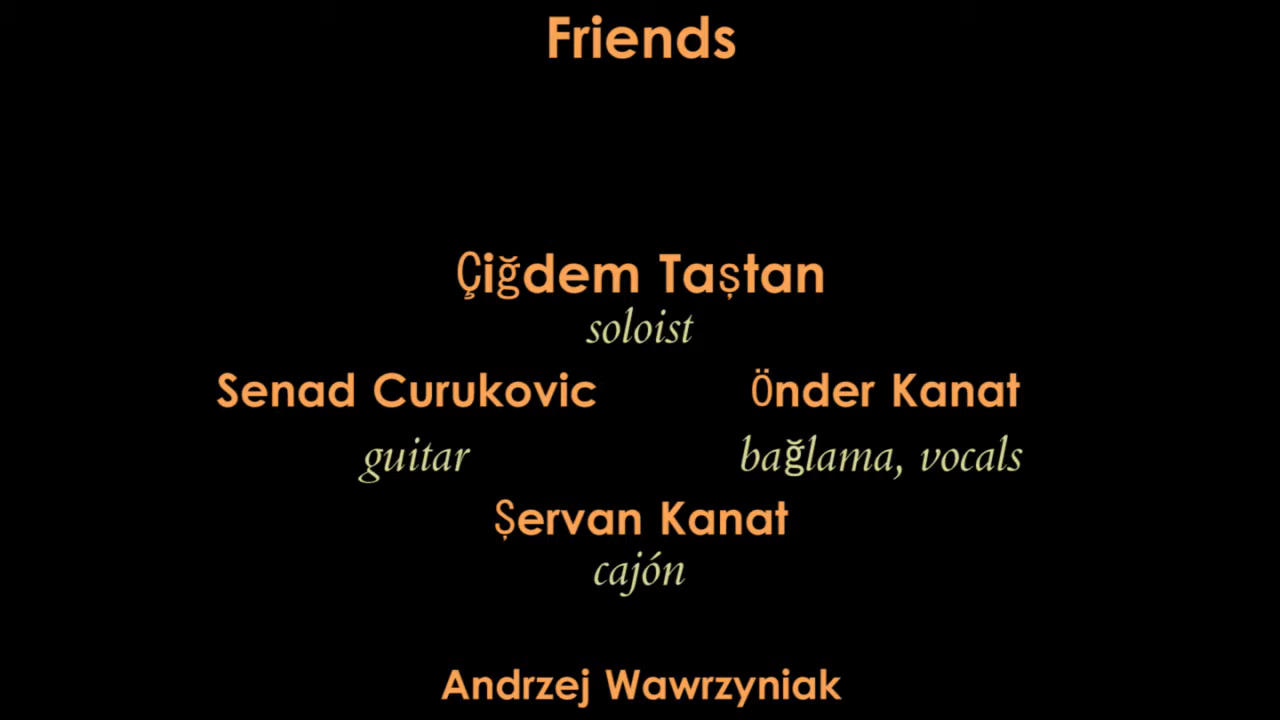 Friends
Çiğdem Taştan
soloist
Senad Curukovic
Önder Kanat
guitar
bağlama, vocals
Şervan Kanat
cajón
Andrzej Wawrzyniak